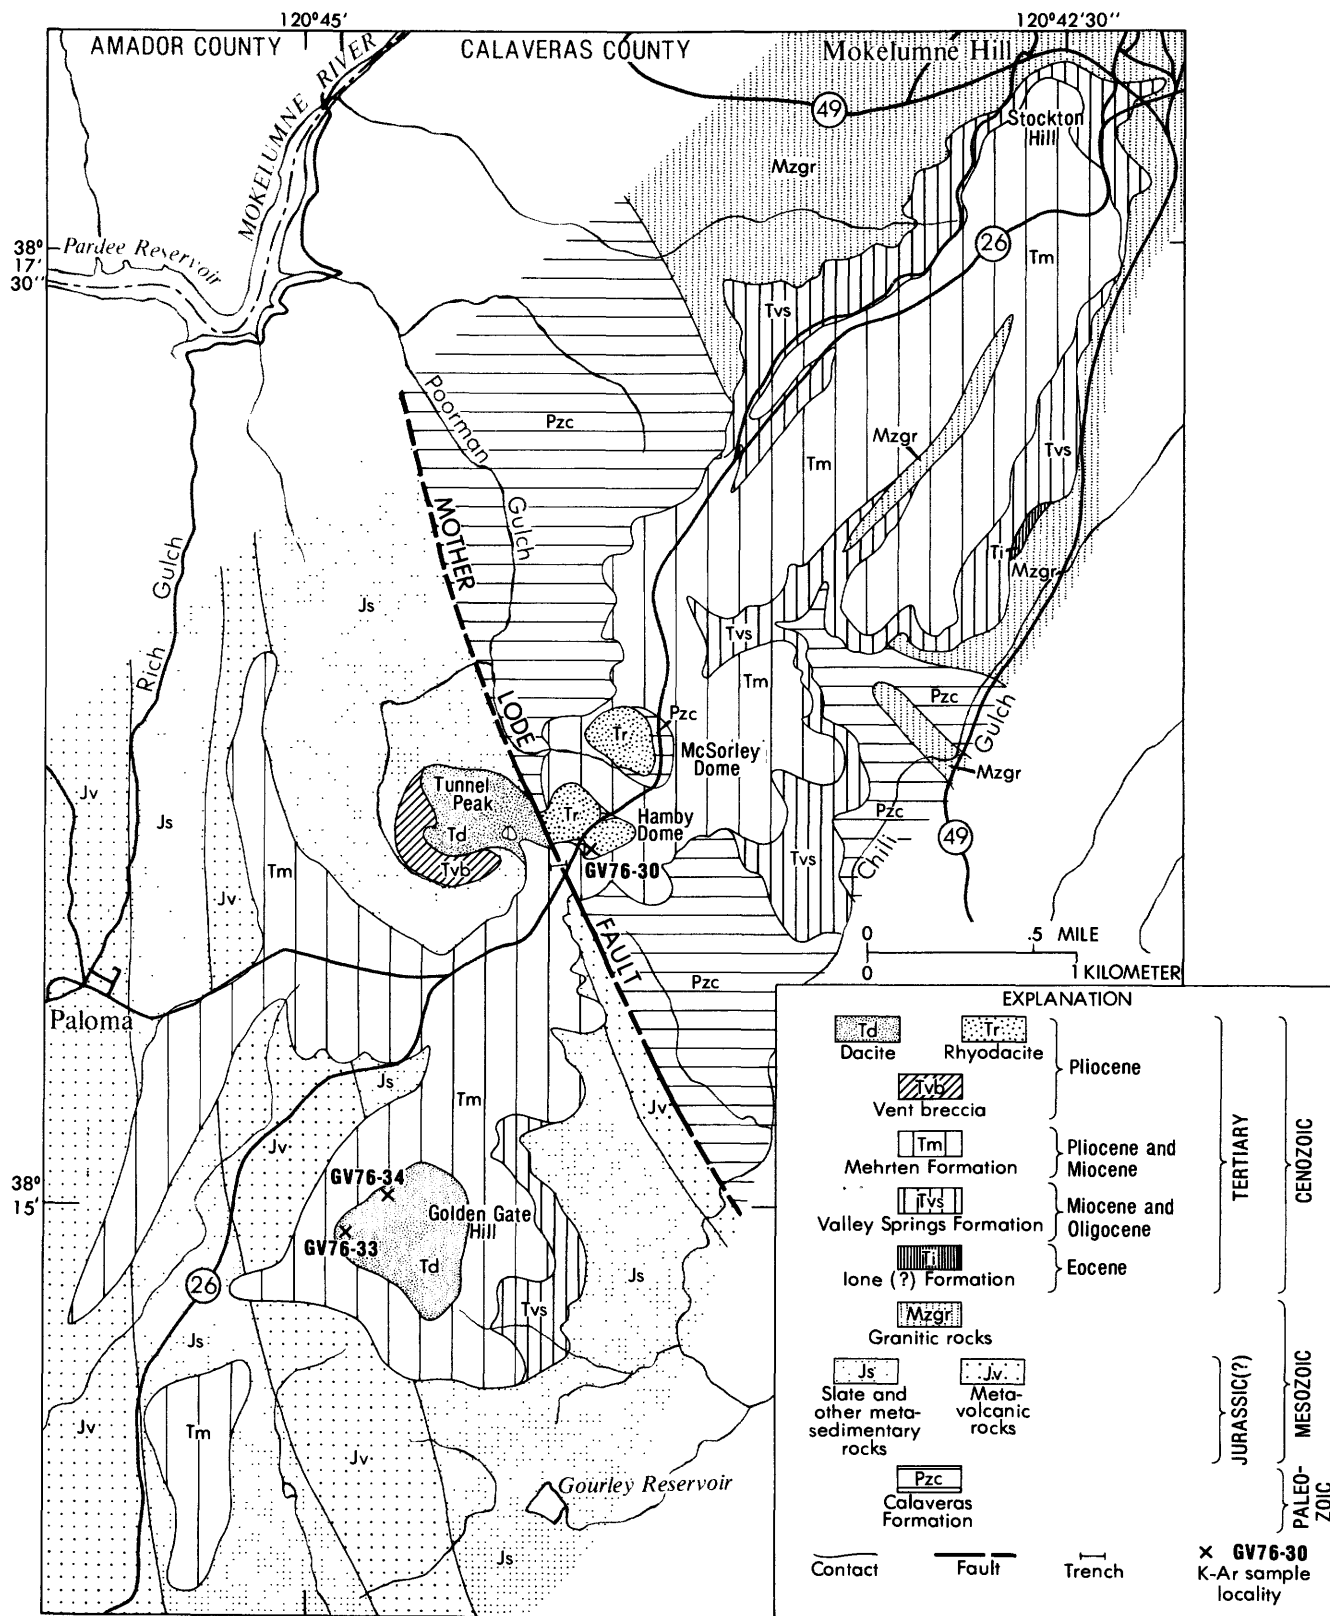 120°45'
120°42'30"
AMADOR COUNTY
MOKELUMNE RIVER
CALAVERAS COUNTY
Mokelumne Hill
49
Stockton
Hill
Mzgr
38°
17'
30"
Pardee Reservoir
26
Tm
Tvs
Poorman
Gulch
Pzc
Mzgr
Tm
Tvs
MOTHER
LODE
FAULT
Rich Gulch
Js
Ti
Mzgr
Tvs
Tm
Pzc
Pzc
Tr
McSorley
Dome
Gulch
Mzgr
Jv
Js
Tunnel
Peak
Td
Tvb
Tr
Hamby
Dome
GV76-30
Pzc
Chili
49
Tvs
Tm
Jv
0 .5 MILE
0 1 KILOMETER
Pzc
Paloma
Js
Tm
Jv
Jv
Jv
GV76-34
38°
15'
Golden Gate
Hill
GV76-33
Td
Js
26
Tvs
Js
Jv
Tm
Jv
Gourley Reservoir
Js
EXPLANATION
Td
Dacite
Tr
Rhyodacite
Tvb
Vent breccia
Pliocene
Tm
Mehrten Formation
Pliocene and
Miocene
Tvs
Valley Springs Formation
Miocene and
Oligocene
Ti
Ione (?) Formation
Eocene
TERTIARY
CENOZOIC
Mzgr
Granitic rocks
Js
Slate and
other meta-
sedimentary
rocks
Jv
Meta-
volcanic
rocks
JURASSIC(?)
MESOZOIC
Pzc
Calaveras
Formation
PALEO-
ZOIC
Contact
Fault
Trench
× GV76-30
K-Ar sample
locality